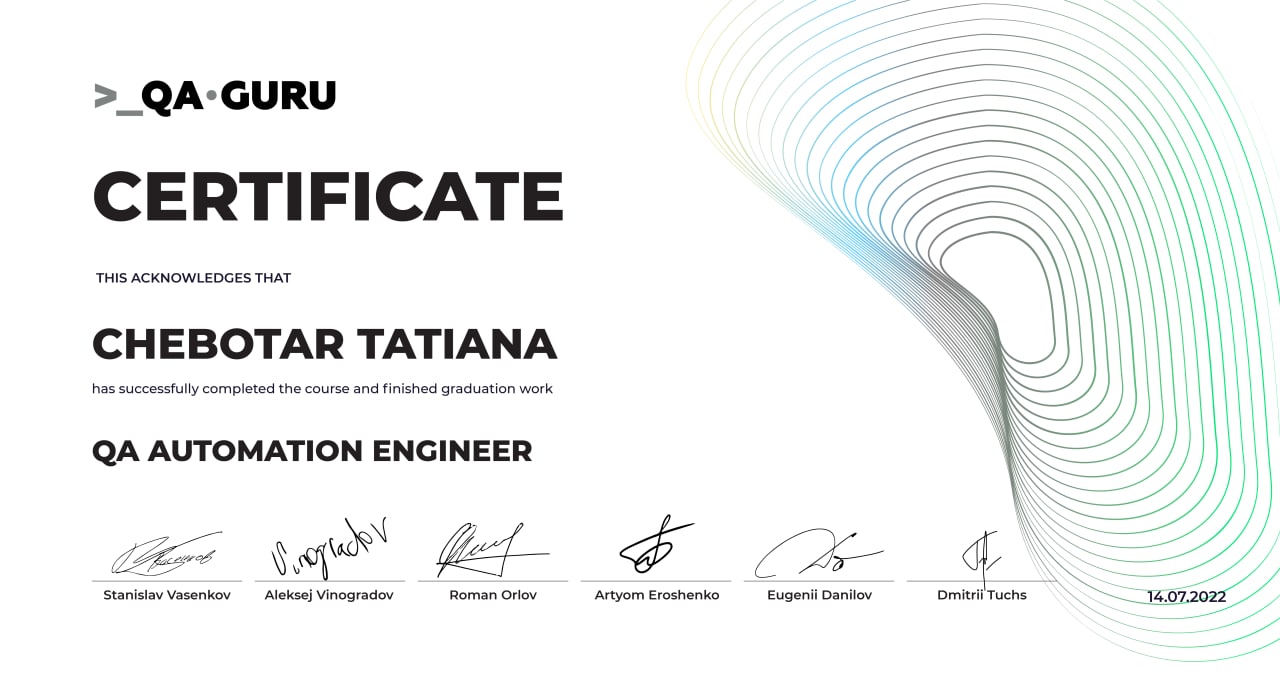 >_QA·GURU
CERTIFICATE
THIS ACKNOWLEDGES THAT
CHEBOTAR TATIANA
has successfully completed the course and finished graduation work
QA AUTOMATION ENGINEER
Vinogradov
Stanislav Vasenkov Aleksej Vinogradov Roman Orlov Artyom Eroshenko Eugenii Danilov Dmitrii Tuchs 14.07.2022